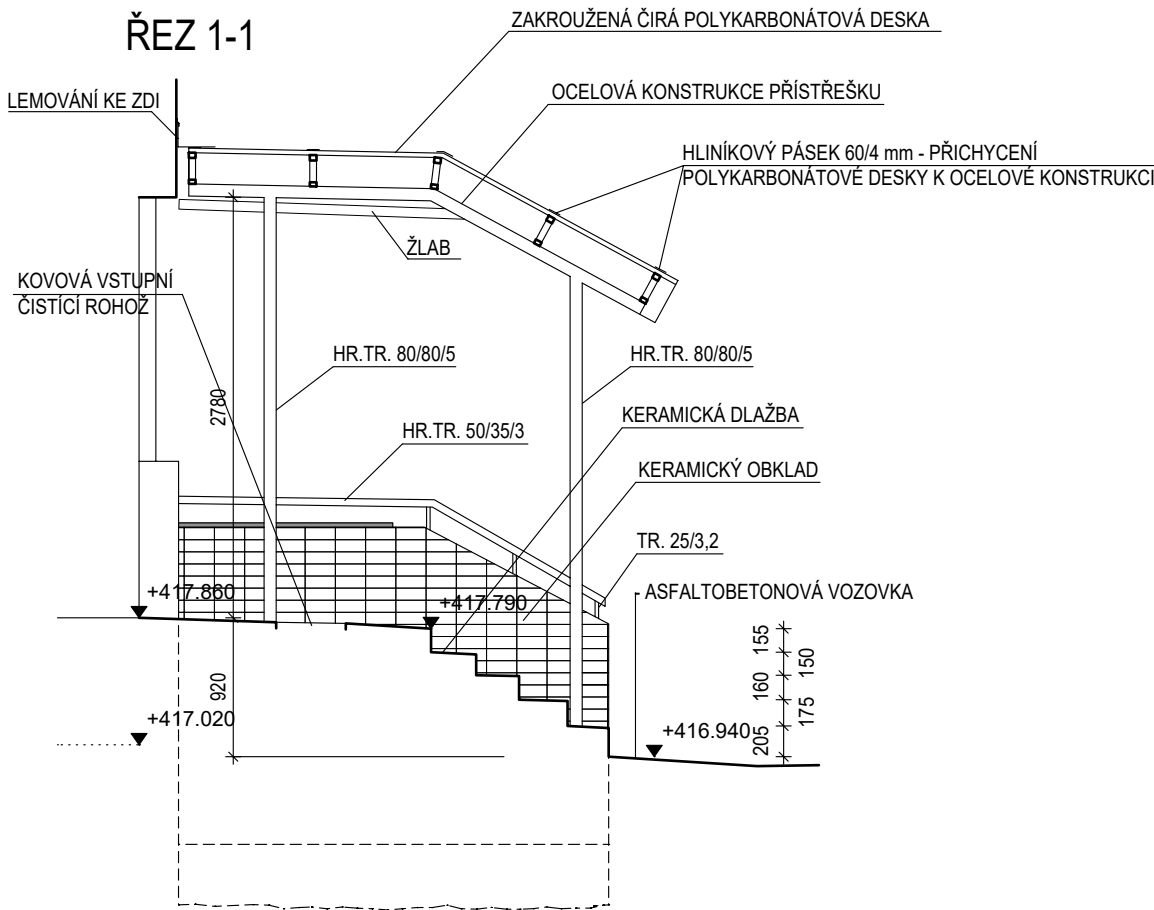 ŘEZ 1-1
ZAKROUŽENÁ ČIRÁ POLYKARBONÁTOVÁ DESKA
LEMOVÁNÍ KE ZDI
OCELOVÁ KONSTRUKCE PŘÍSTŘEŠKU
HLINÍKOVÝ PÁSEK 60/4 mm - PŘICHYCENÍ
POLYKARBONÁTOVÉ DESKY K OCELOVÉ KONSTRUKCI
ŽLAB
KOVOVÁ VSTUPNÍ
ČISTÍCÍ ROHOŽ
HR.TR. 80/80/5
HR.TR. 80/80/5
2780
KERAMICKÁ DLAŽBA
HR.TR. 50/35/3
KERAMICKÝ OBKLAD
TR. 25/3,2
+417.860
+417.790
ASFALTOBETONOVÁ VOZOVKA
155
150
160
175
205
920
+417.020
+416.940